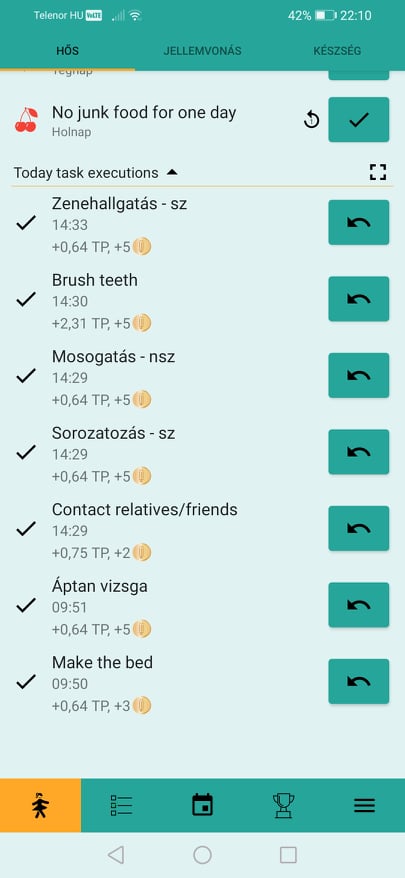 Telenor HU VoLTE 42% 22:10
HŐS JELLEMVONÁS KÉSZSÉG
Tegnap
No junk food for one day
Holnap
1
Today task executions
Zenehallgatás - sz
14:33
+0,64 TP, +5
Brush teeth
14:30
+2,31 TP, +5
Mosogatás - nsz
14:29
+0,64 TP, +5
Sorozatozás - sz
14:29
+0,64 TP, +5
Contact relatives/friends
14:29
+0,75 TP, +2
Áptan vizsga
09:51
+0,64 TP, +5
Make the bed
09:50
+0,64 TP, +3